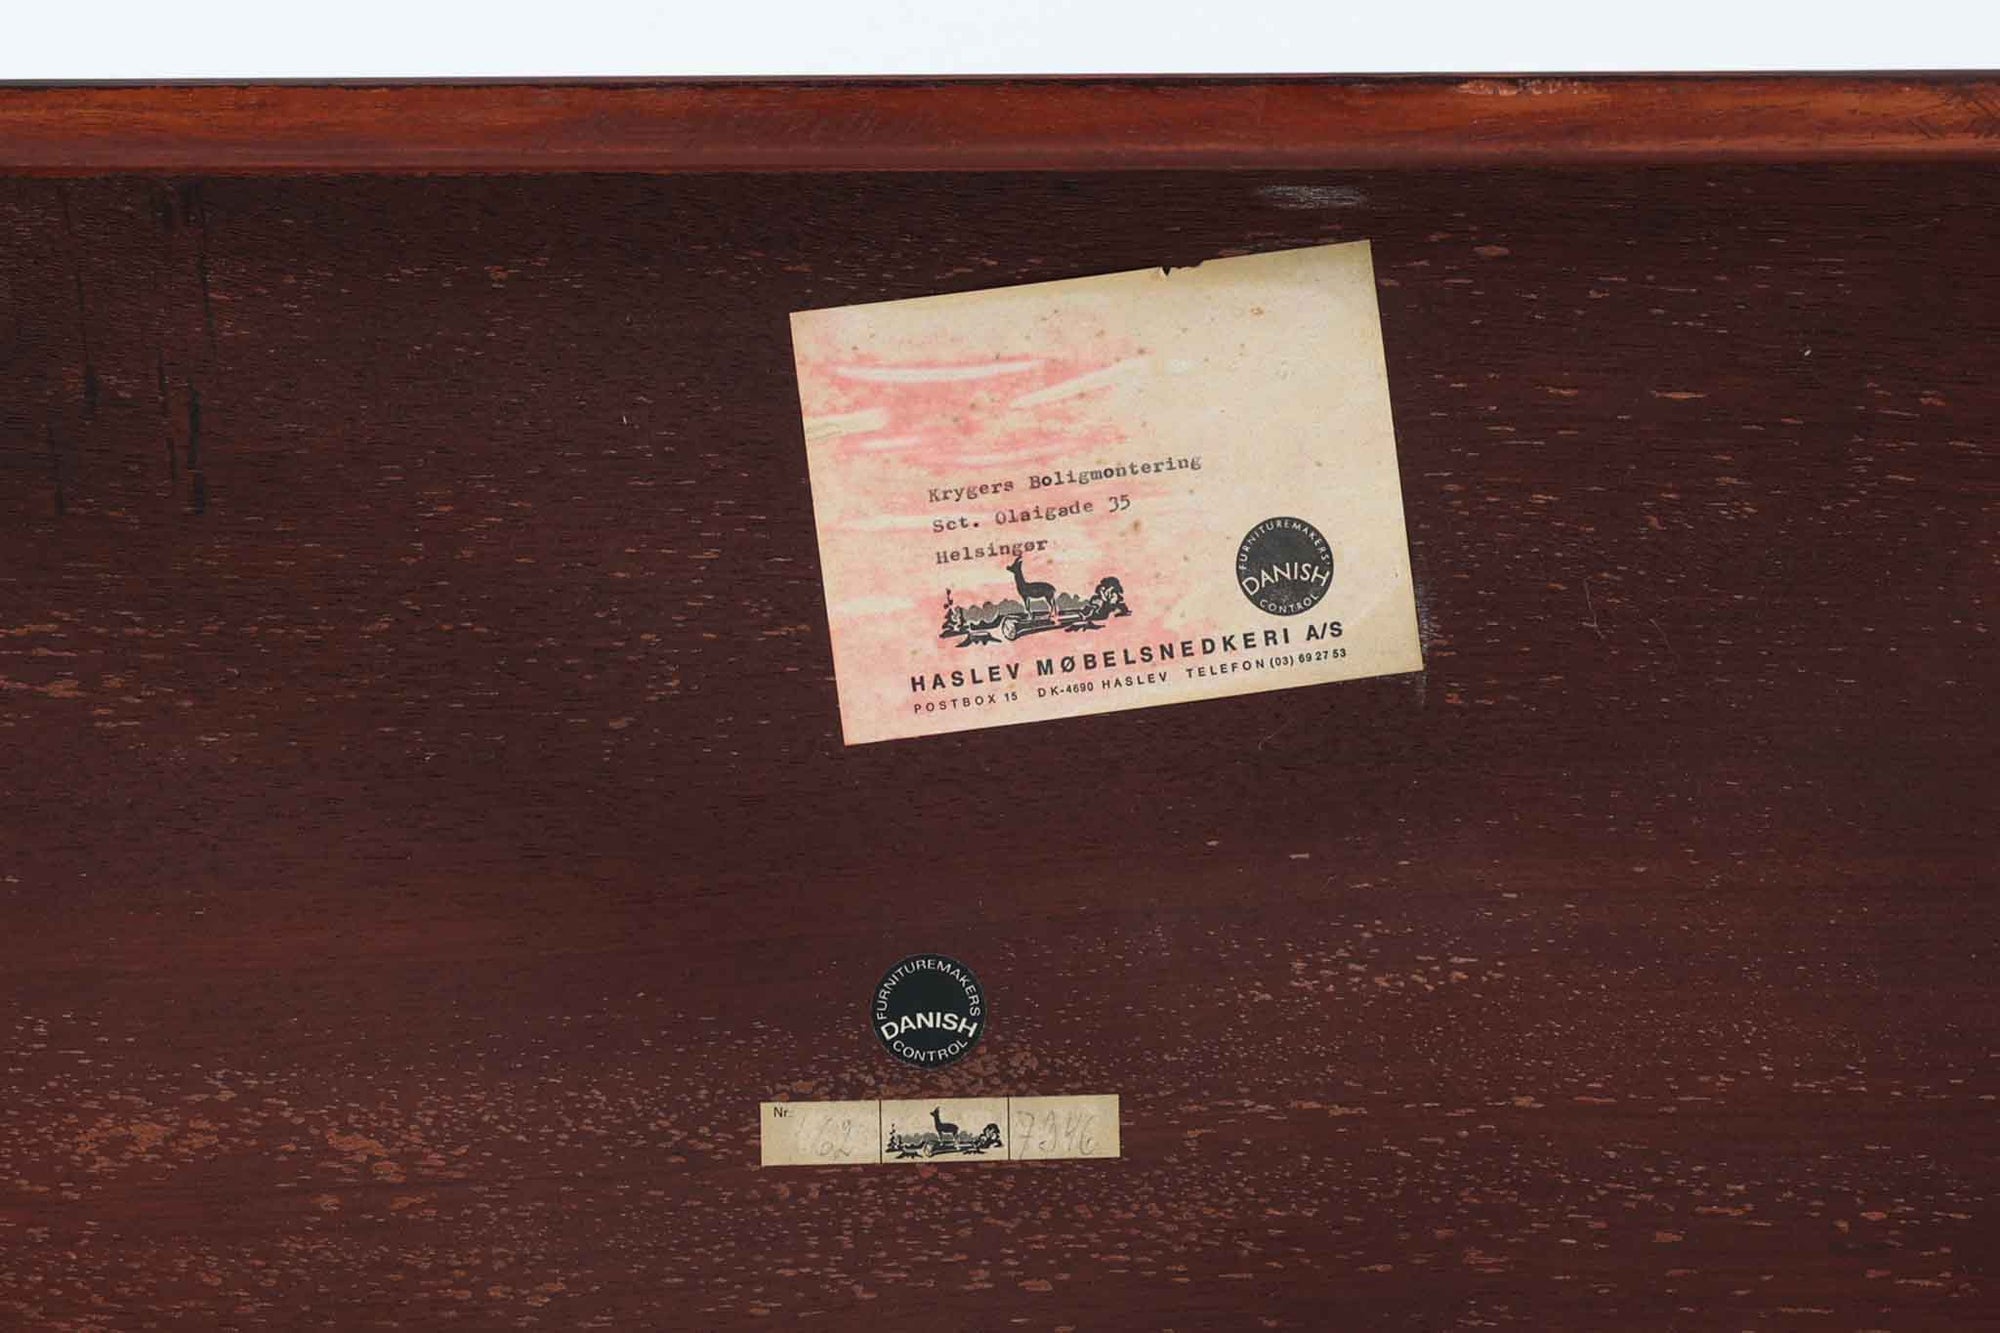 Krygers Boligmontering
Sct. Olaigade 35
Helsingør
FURNITUREMAKERS
DANISH
CONTROL
HASLEV MØBELSNEDKERI A/S
POSTBOX 15 DK-4690 HASLEV TELEFON (03) 69 27 53
FURNITUREMAKERS
DANISH
CONTROL
Nr.